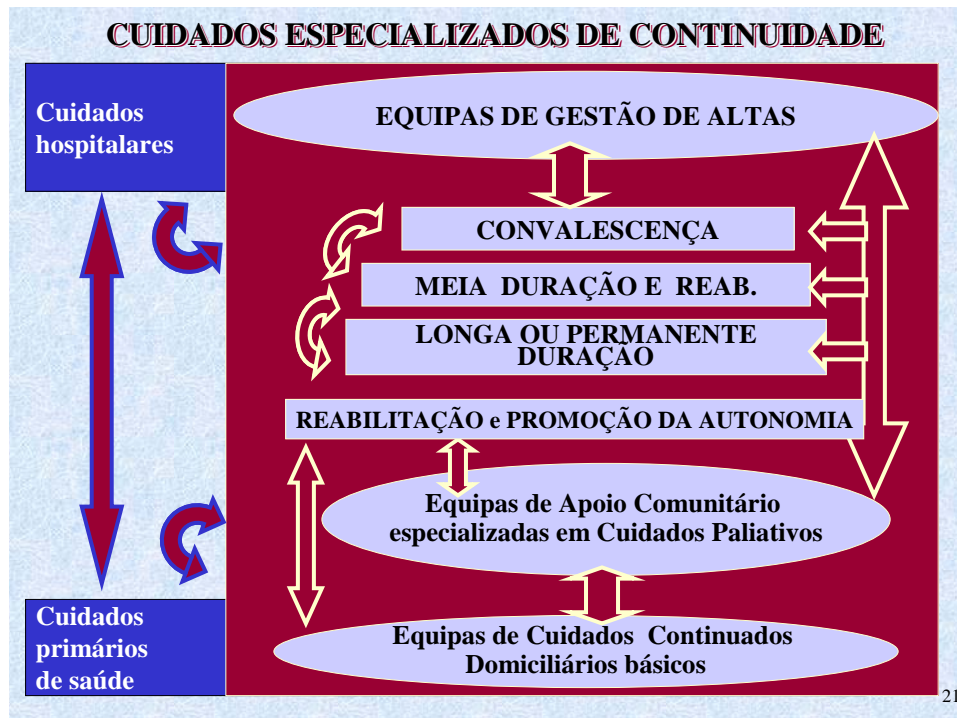 CUIDADOS ESPECIALIZADOS DE CONTINUIDADE
Cuidados
hospitalares
EQUIPAS DE GESTÃO DE ALTAS
CONVALESCENÇA
MEIA DURAÇÃO E REAB.
LONGA OU PERMANENTE
DURAÇÃO
REABILITAÇÃO e PROMOÇÃO DA AUTONOMIA
Equipas de Apoio Comunitário
especializadas em Cuidados Paliativos
Cuidados
primários
de saúde
Equipas de Cuidados Continuados
Domiciliários básicos
21